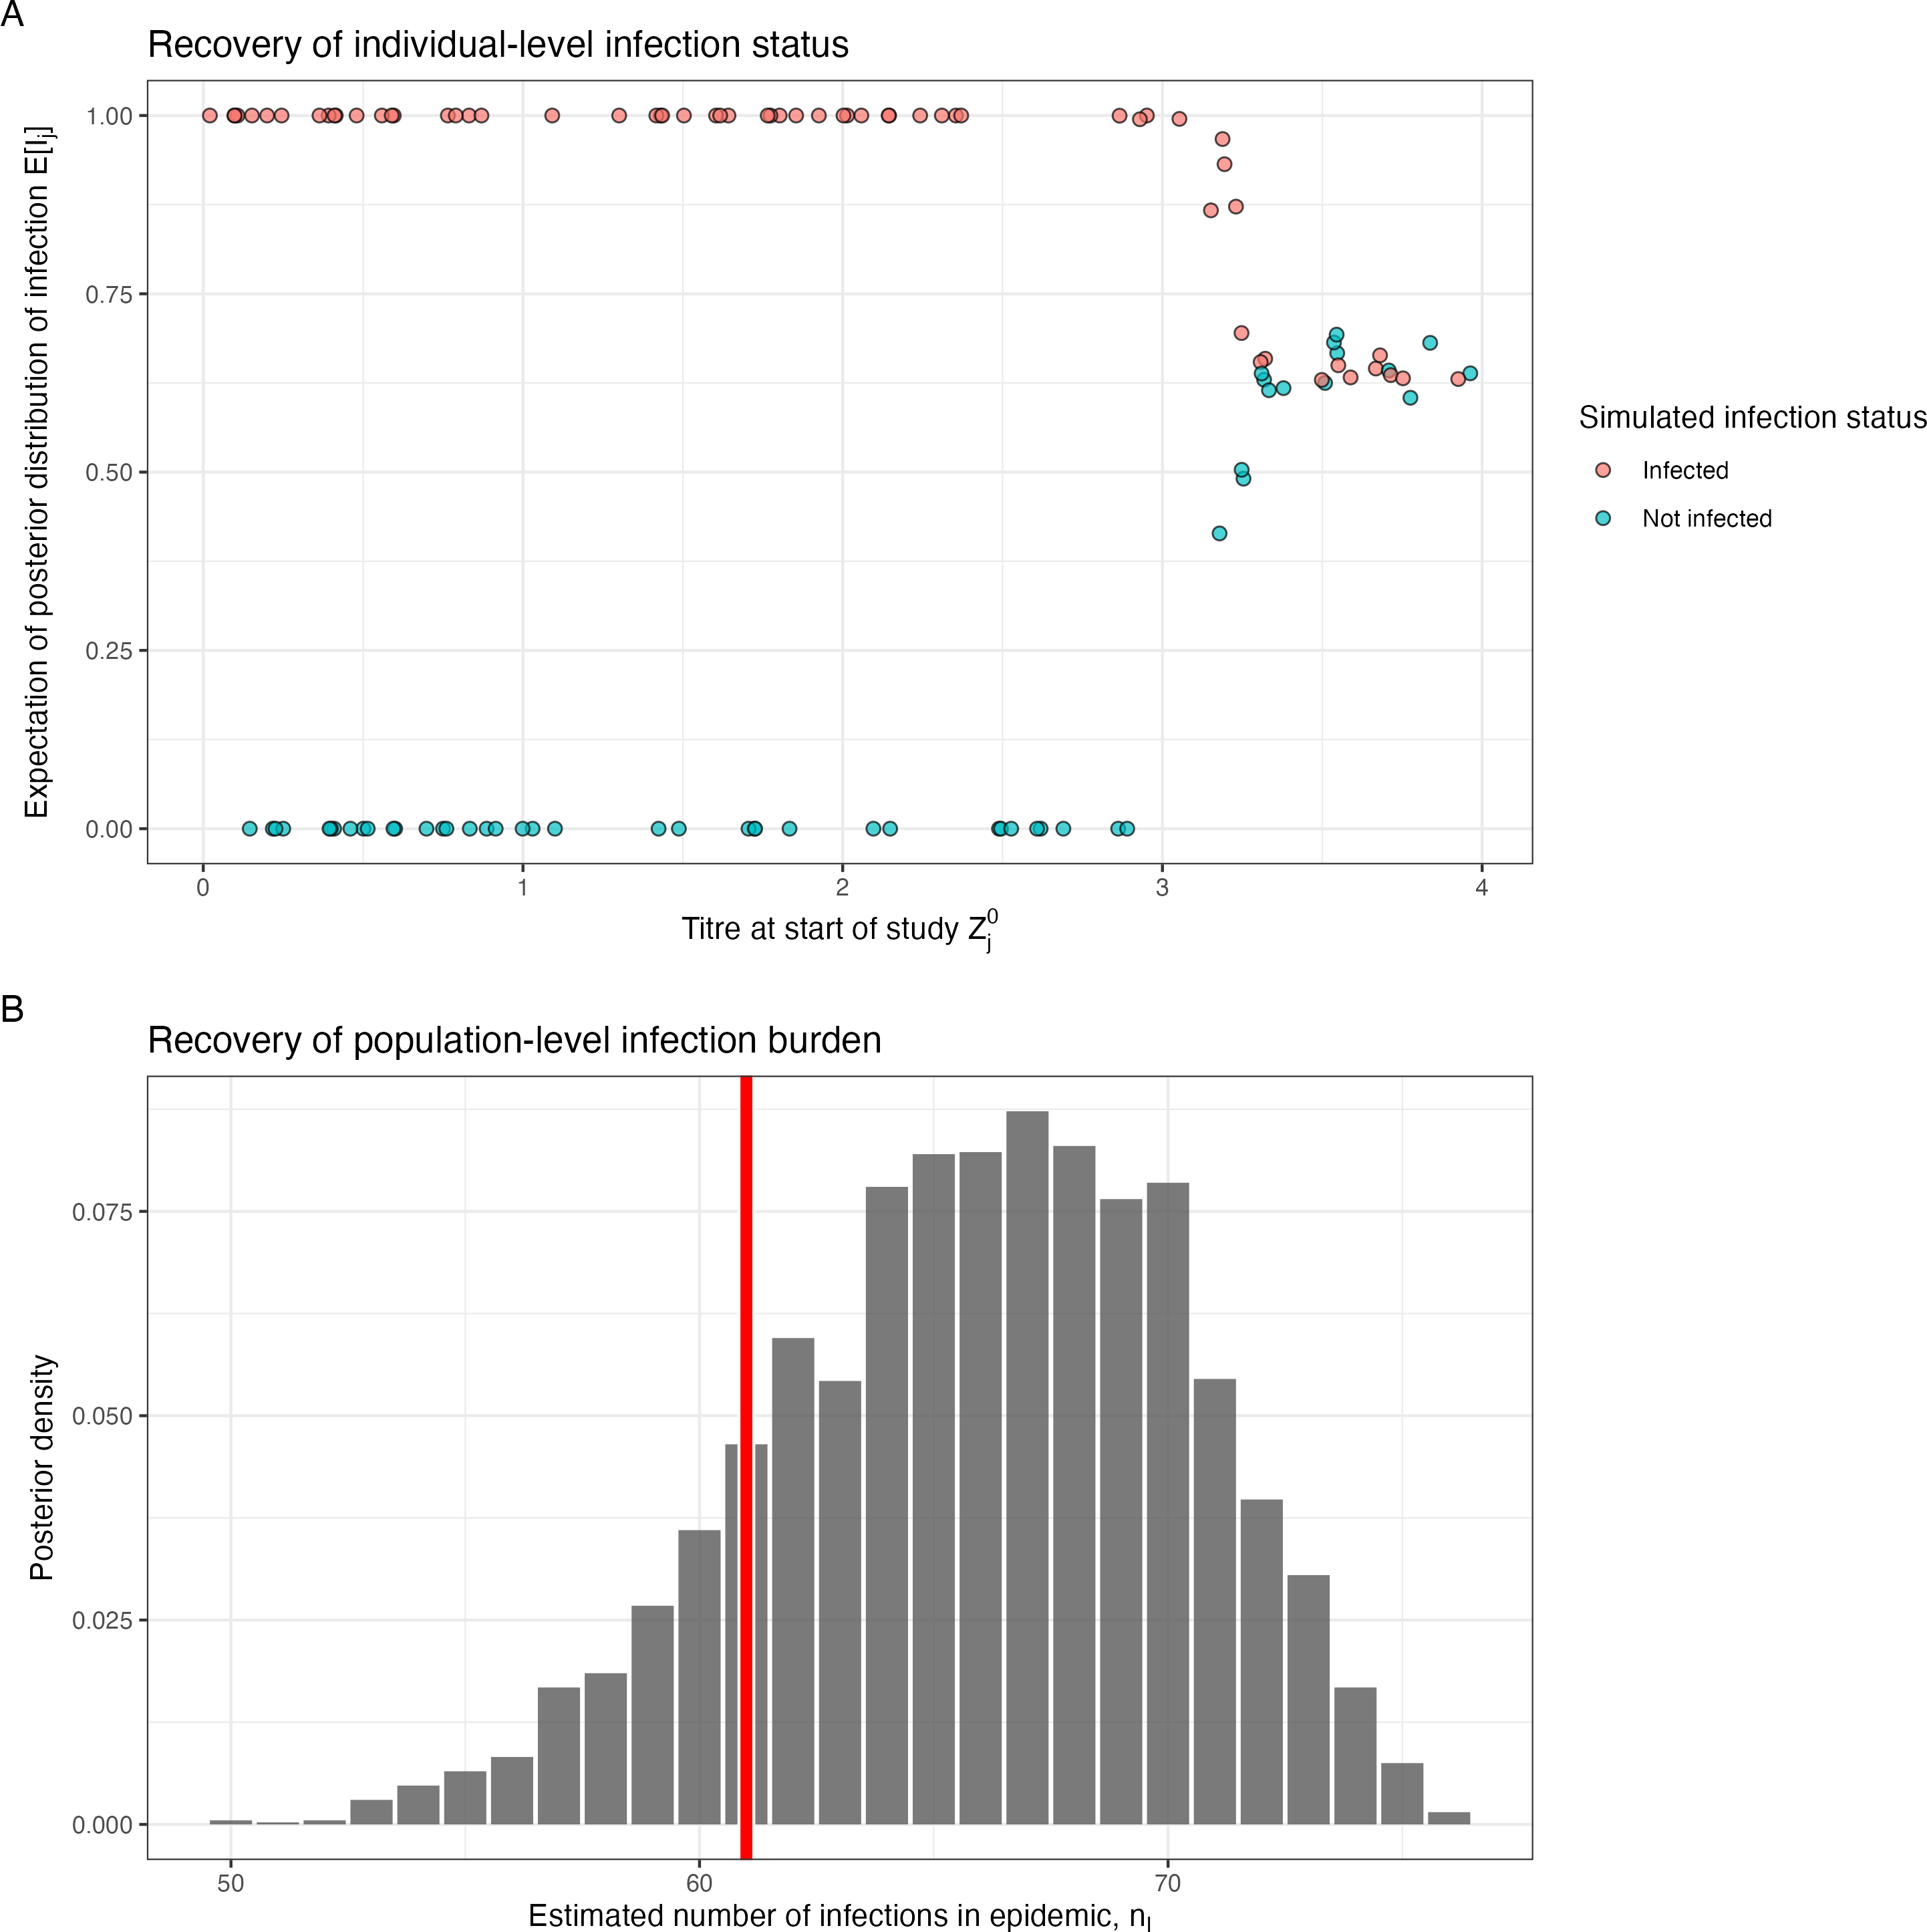 A
Recovery of individual-level infection status
Expectation of posterior distribution of infection E[Ij]
1.00
0.75
0.50
0.25
0.00
0 1 2 3 4
Titre at start of study Z0j
Simulated infection status
Infected
Not infected
B
Recovery of population-level infection burden
Posterior density
0.075
0.050
0.025
0.000
50 60 70
Estimated number of infections in epidemic, nI